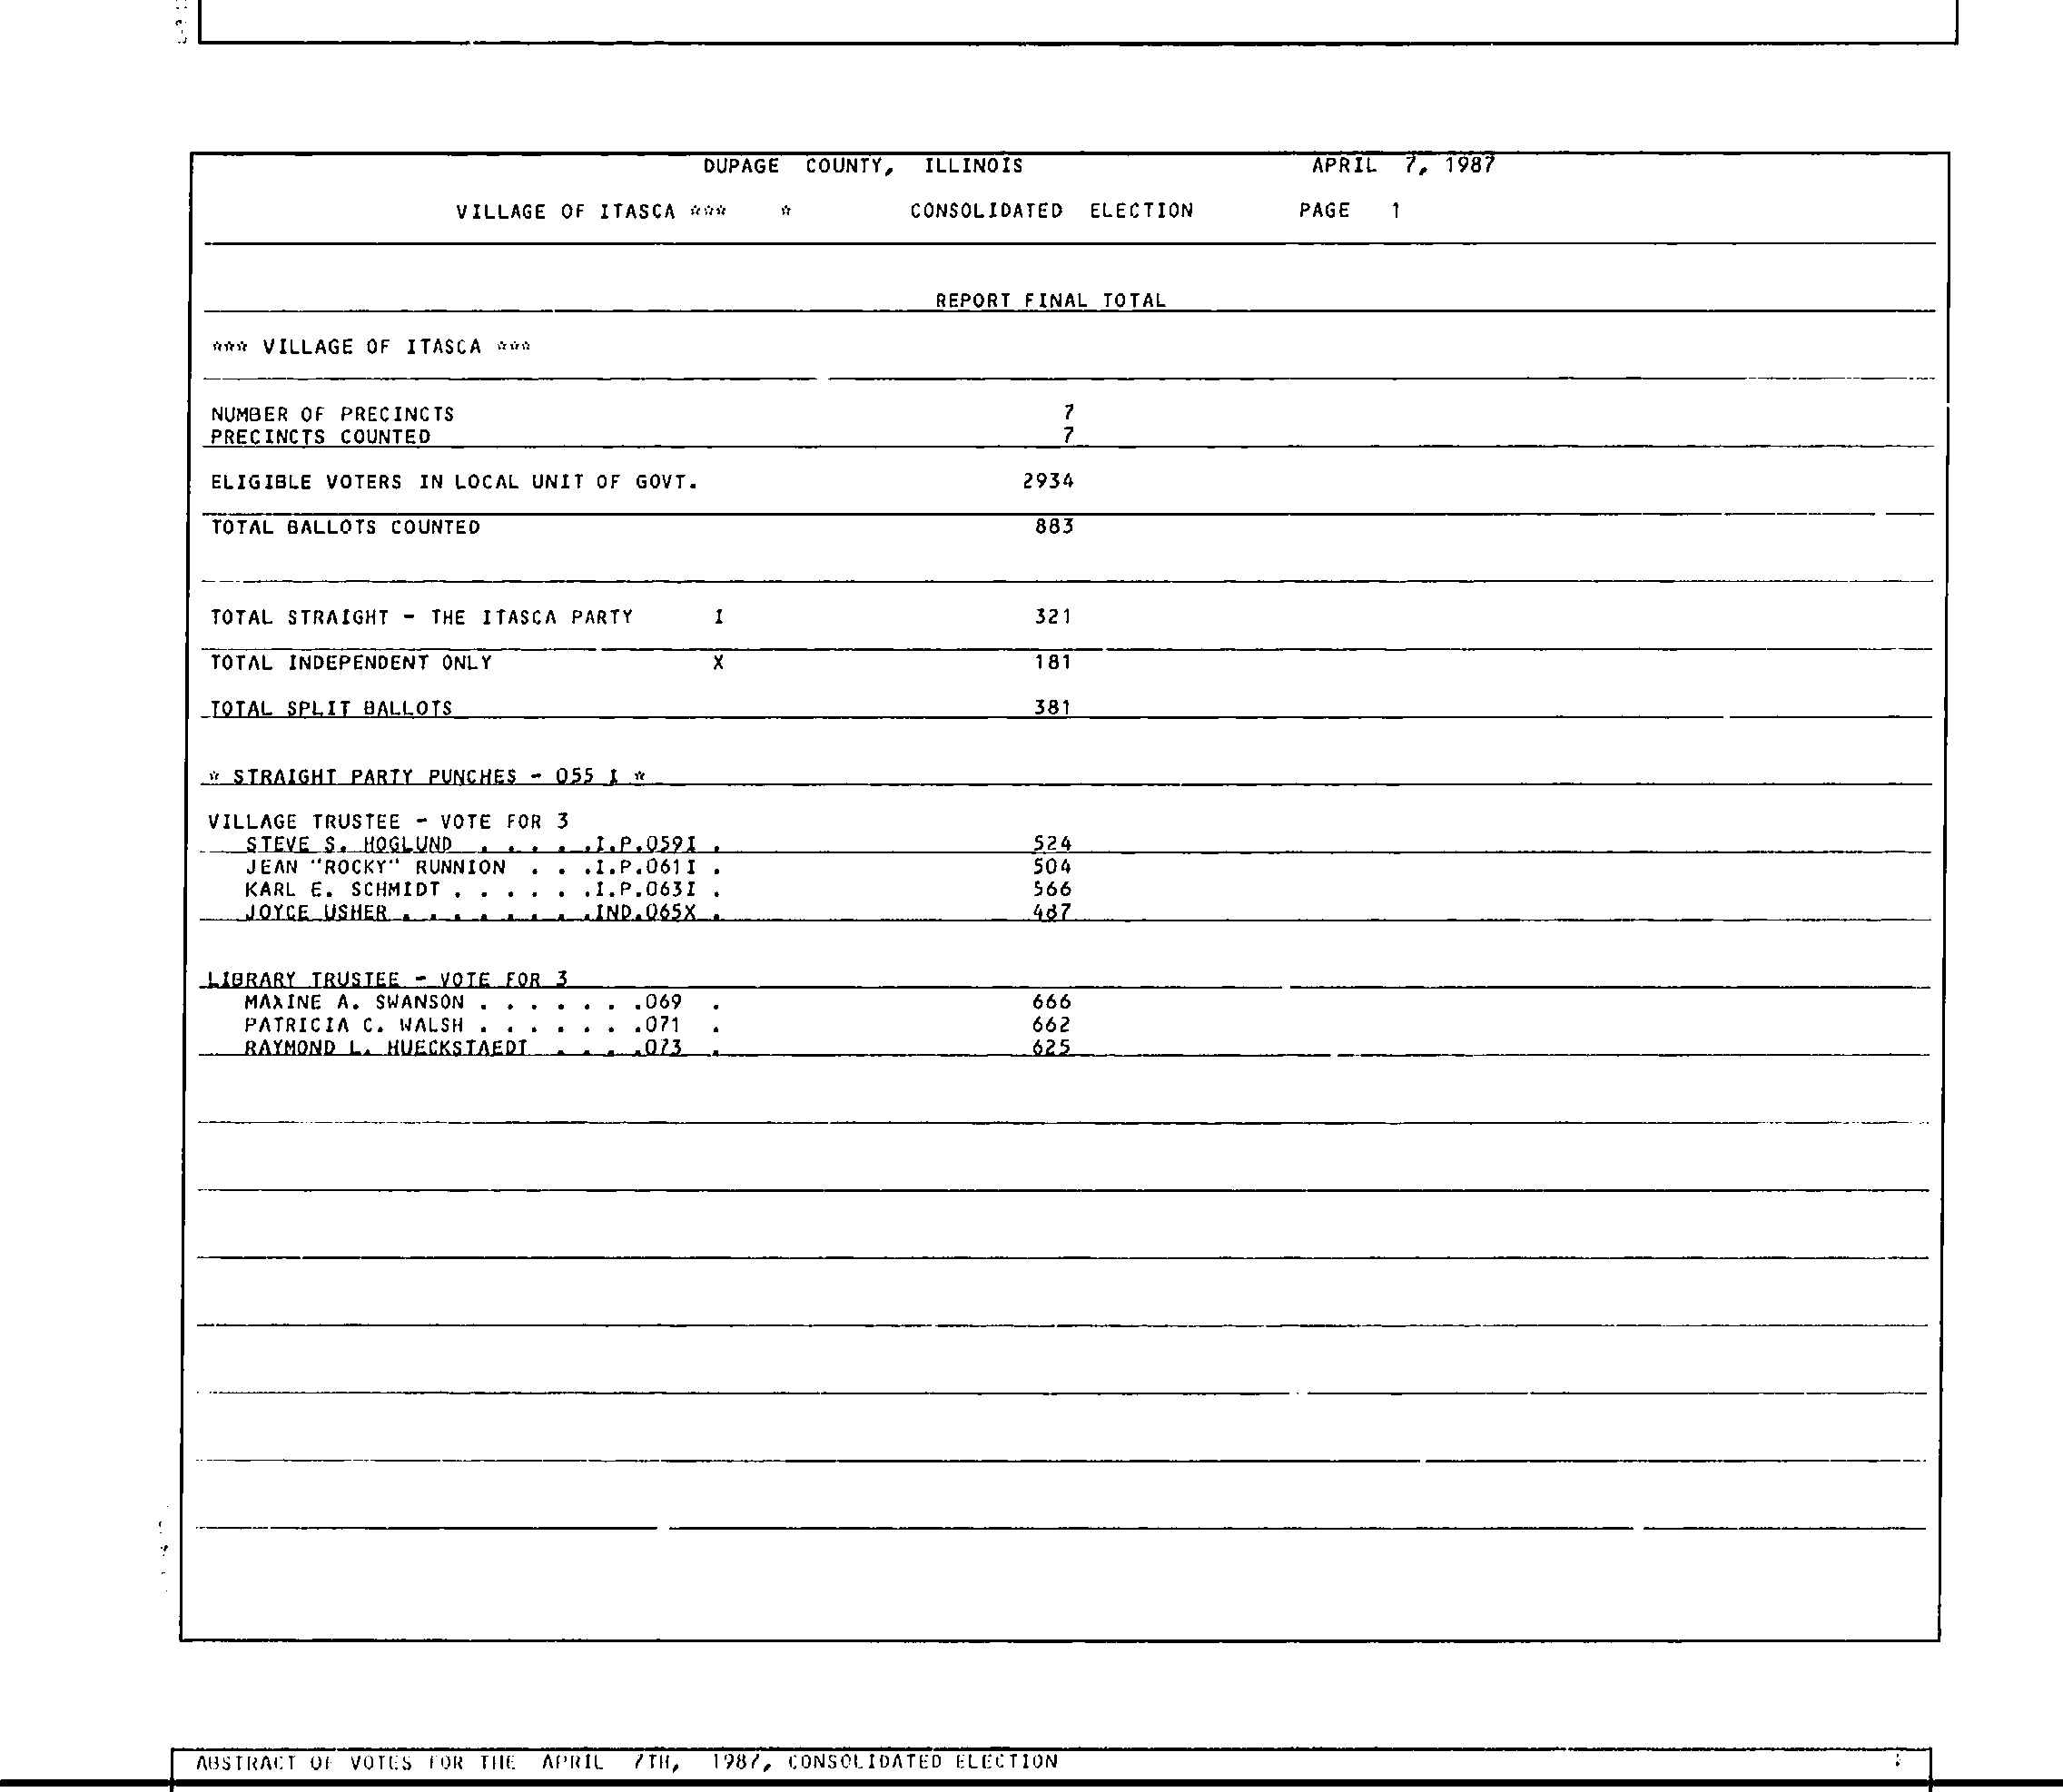 DUPAGE COUNTY, ILLINOIS APRIL 7, 1987
VILLAGE OF ITASCA *** * CONSOLIDATED ELECTION PAGE 1
REPORT FINAL TOTAL
*** VILLAGE OF ITASCA ***
NUMBER OF PRECINCTS 7
PRECINCTS COUNTED 7
ELIGIBLE VOTERS IN LOCAL UNIT OF GOVT. 2934
TOTAL BALLOTS COUNTED 883
TOTAL STRAIGHT - THE ITASCA PARTY I 321
TOTAL INDEPENDENT ONLY X 181
TOTAL SPLIT BALLOTS 381
* STRAIGHT PARTY PUNCHES - 055 I *
VILLAGE TRUSTEE - VOTE FOR 3
STEVE S. HOGLUND . . . . .I.P.059I . 524
JEAN "ROCKY" RUNNION . . .I.P.061I . 504
KARL E. SCHMIDT . . . . . .I.P.063I . 566
JOYCE USHER . . . . . . . .IND.065X . 487
LIBRARY TRUSTEE - VOTE FOR 3
MAXINE A. SWANSON . . . . . . .069 . 666
PATRICIA C. WALSH . . . . . . .071 . 662
RAYMOND L. HUECKSTAEDT . . . .073 . 625
ABSTRACT OF VOTES FOR THE APRIL 7TH, 1987, CONSOLIDATED ELECTION